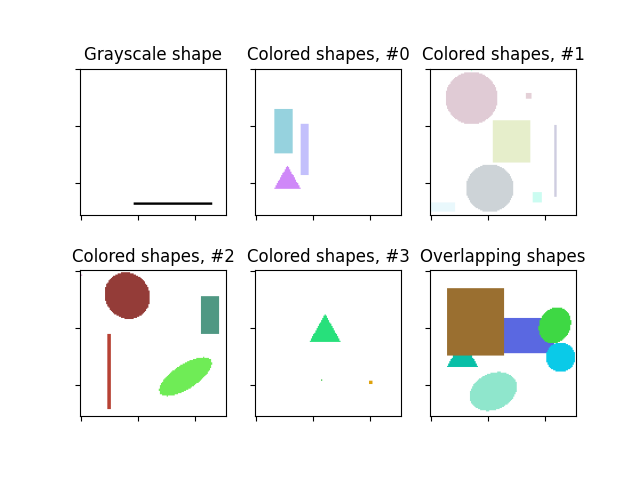 Grayscale shape
Colored shapes, #0
Colored shapes, #1
Colored shapes, #2
Colored shapes, #3
Overlapping shapes